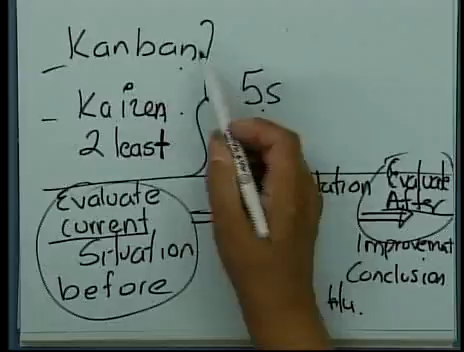 Kanban?
- Kaizen.
2 least
5s
Evaluate
current
Situation
before
tation
Evaluate
After
Improvement
Conclusion